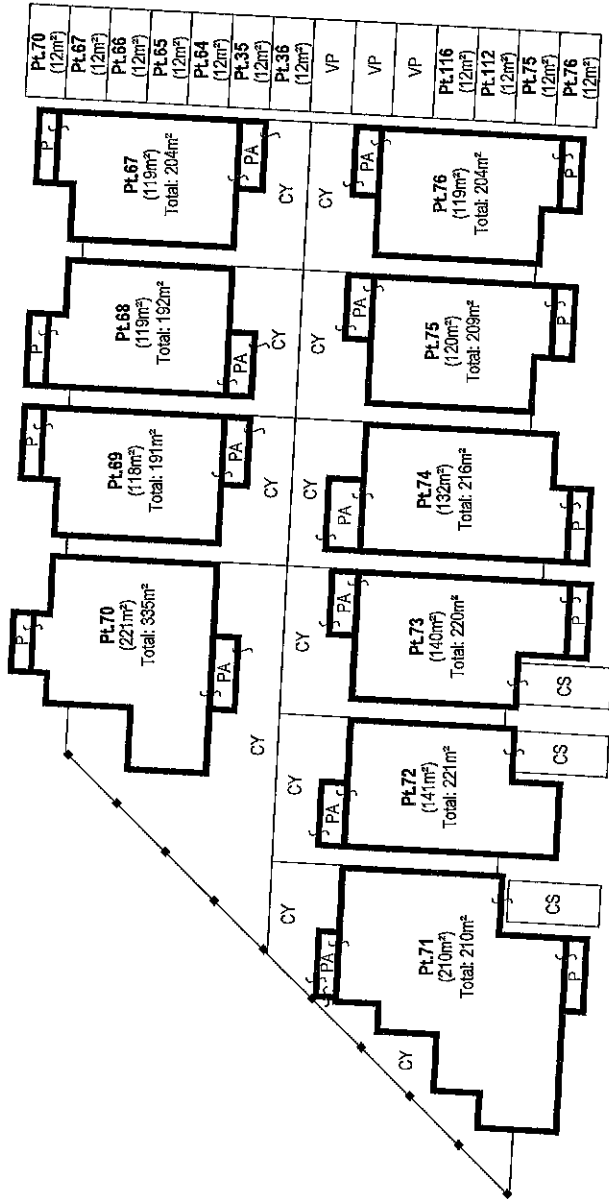 Pt.70
(12m²)
Pt.67
(12m²)
Pt.66
(12m²)
Pt.65
(12m²)
Pt.64
(12m²)
Pt.35
(12m²)
Pt.36
(12m²)
VP
VP
VP
Pt.116
(12m²)
Pt.112
(12m²)
Pt.75
(12m²)
Pt.76
(12m²)
P
Pt.67
(119m²)
Total: 204m²
PA
CY
P
Pt.68
(119m²)
Total: 192m²
PA
CY
P
Pt.69
(118m²)
Total: 191m²
PA
CY
P
Pt.70
(221m²)
Total: 335m²
PA
CY
CY
PA
Pt.76
(119m²)
Total: 204m²
P
CY
PA
Pt.75
(120m²)
Total: 209m²
P
CY
PA
Pt.74
(132m²)
Total: 216m²
P
CY
PA
Pt.73
(140m²)
Total: 220m²
P
CS
CY
PA
Pt.72
(141m²)
Total: 221m²
CS
CY
PA
Pt.71
(210m²)
Total: 210m²
CS
P
CY